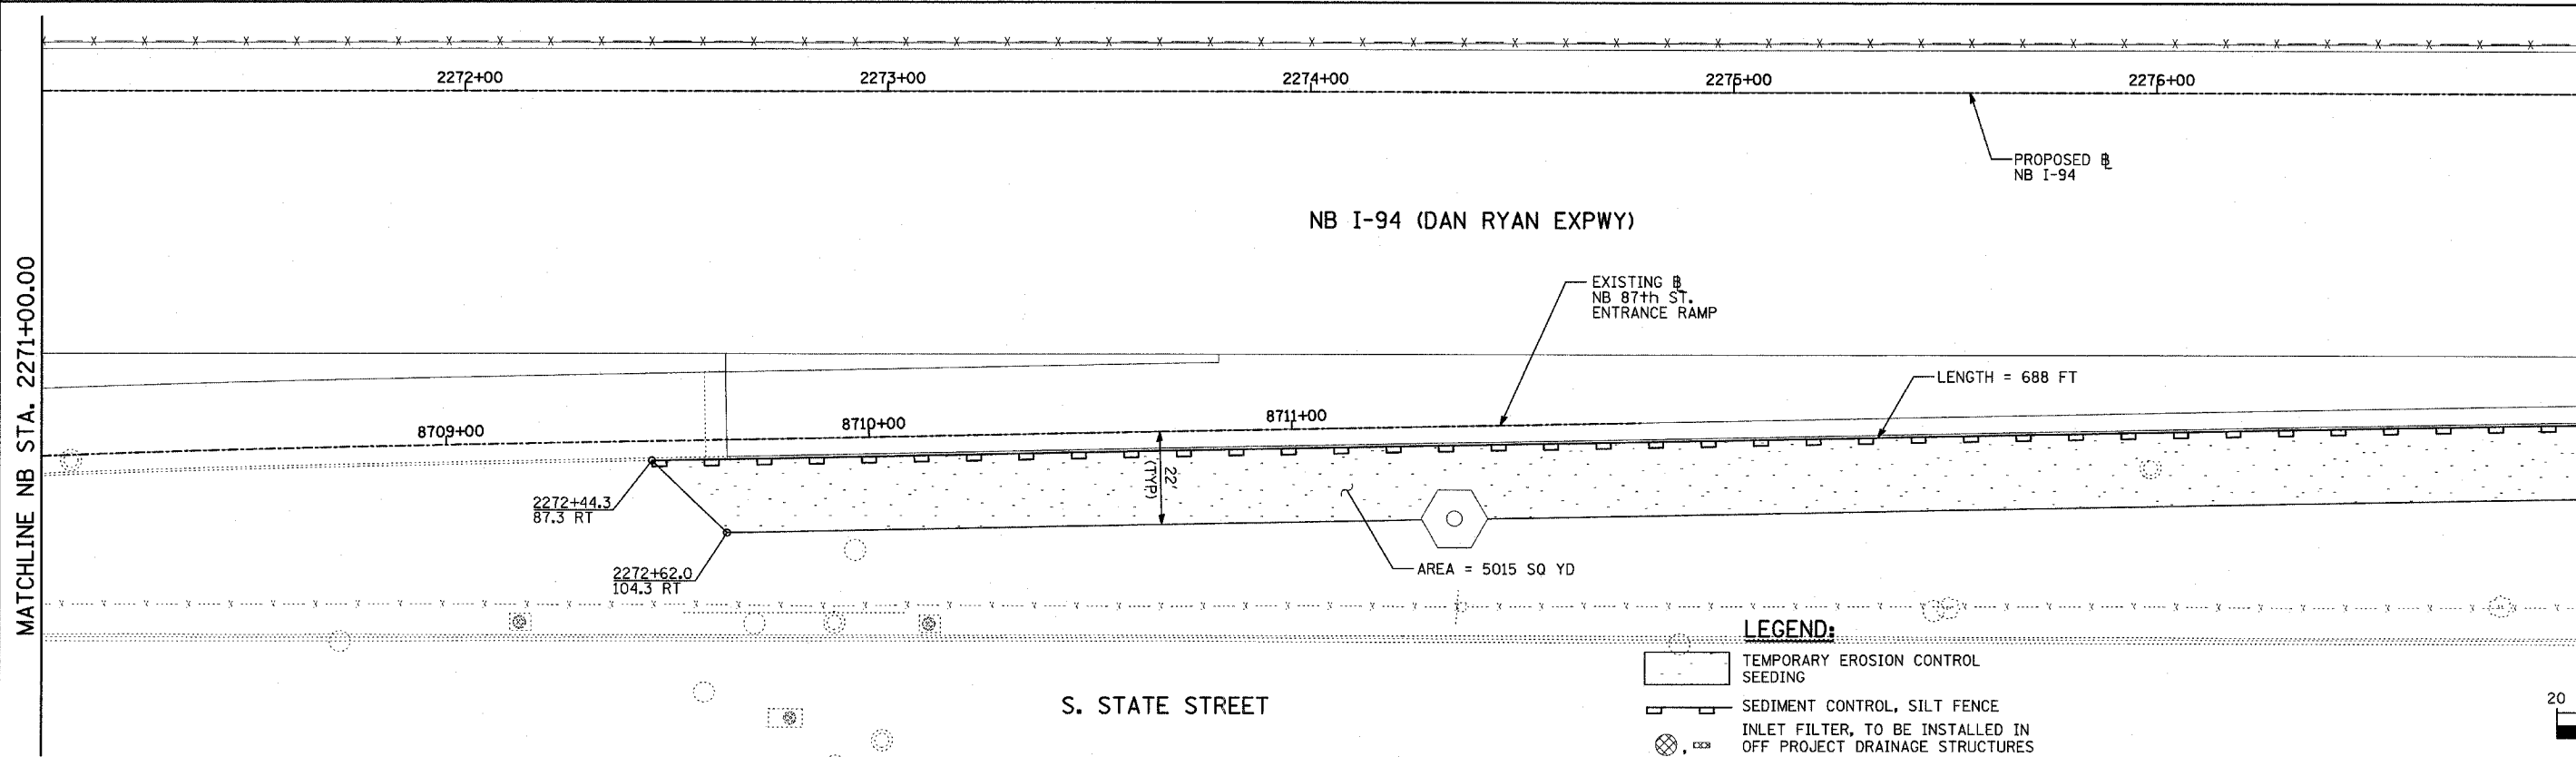 2272+00 2273+00 2274+00 2275+00 2276+00
PROPOSED ℄
NB I-94
NB I-94 (DAN RYAN EXPWY)
MATCHLINE NB STA. 2271+00.00
EXISTING ℄
NB 87th ST.
ENTRANCE RAMP
LENGTH = 688 FT
8709+00 8710+00 8711+00
22'
(TYP)
2272+44.3
87.3 RT
2272+62.0
104.3 RT
AREA = 5015 SQ YD
LEGEND:
TEMPORARY EROSION CONTROL
SEEDING
SEDIMENT CONTROL, SILT FENCE
INLET FILTER, TO BE INSTALLED IN
OFF PROJECT DRAINAGE STRUCTURES
S. STATE STREET
20